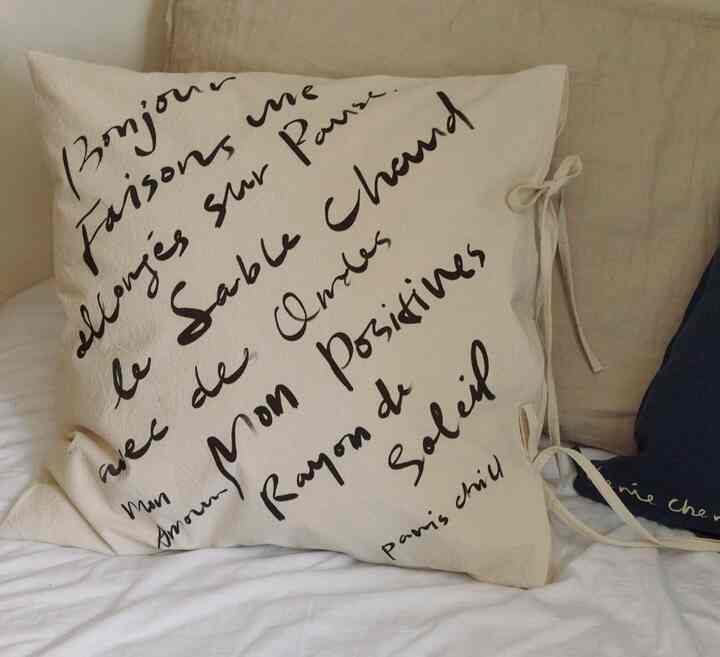 Bonjour
Faisons une Pause.
allongés sur
le Sable Chaud
avec des Ondes
Positives
Mon
Rayon de
Soleil
Mon
Amour
paris chill